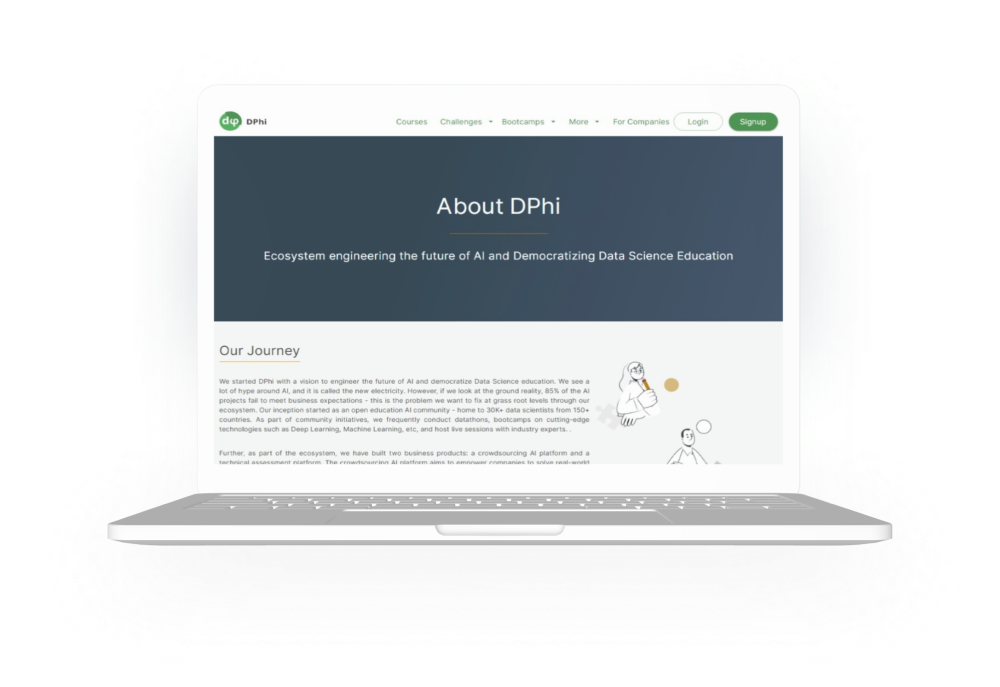 dφ DPhi Courses Challenges Bootcamps More For Companies Login Signup
About DPhi
Ecosystem engineering the future of AI and Democratizing Data Science Education
Our Journey
We started DPhi with a vision to engineer the future of AI and democratize Data Science education. We see a
lot of hype around AI, and it is called the new electricity. However, if we look at the ground reality, 85% of the AI
projects fail to meet business expectations - this is the problem we want to fix at grass root levels through our
ecosystem. Our inception started as an open education AI community - home to 30K+ data scientists from 150+
countries. As part of community initiatives, we frequently conduct datathons, bootcamps on cutting-edge
technologies such as Deep Learning, Machine Learning, etc, and host live sessions with industry experts. .
Further, as part of the ecosystem, we have built two business products: a crowdsourcing AI platform and a
technical assessment platform. The crowdsourcing AI platform aims to empower companies to solve real-world